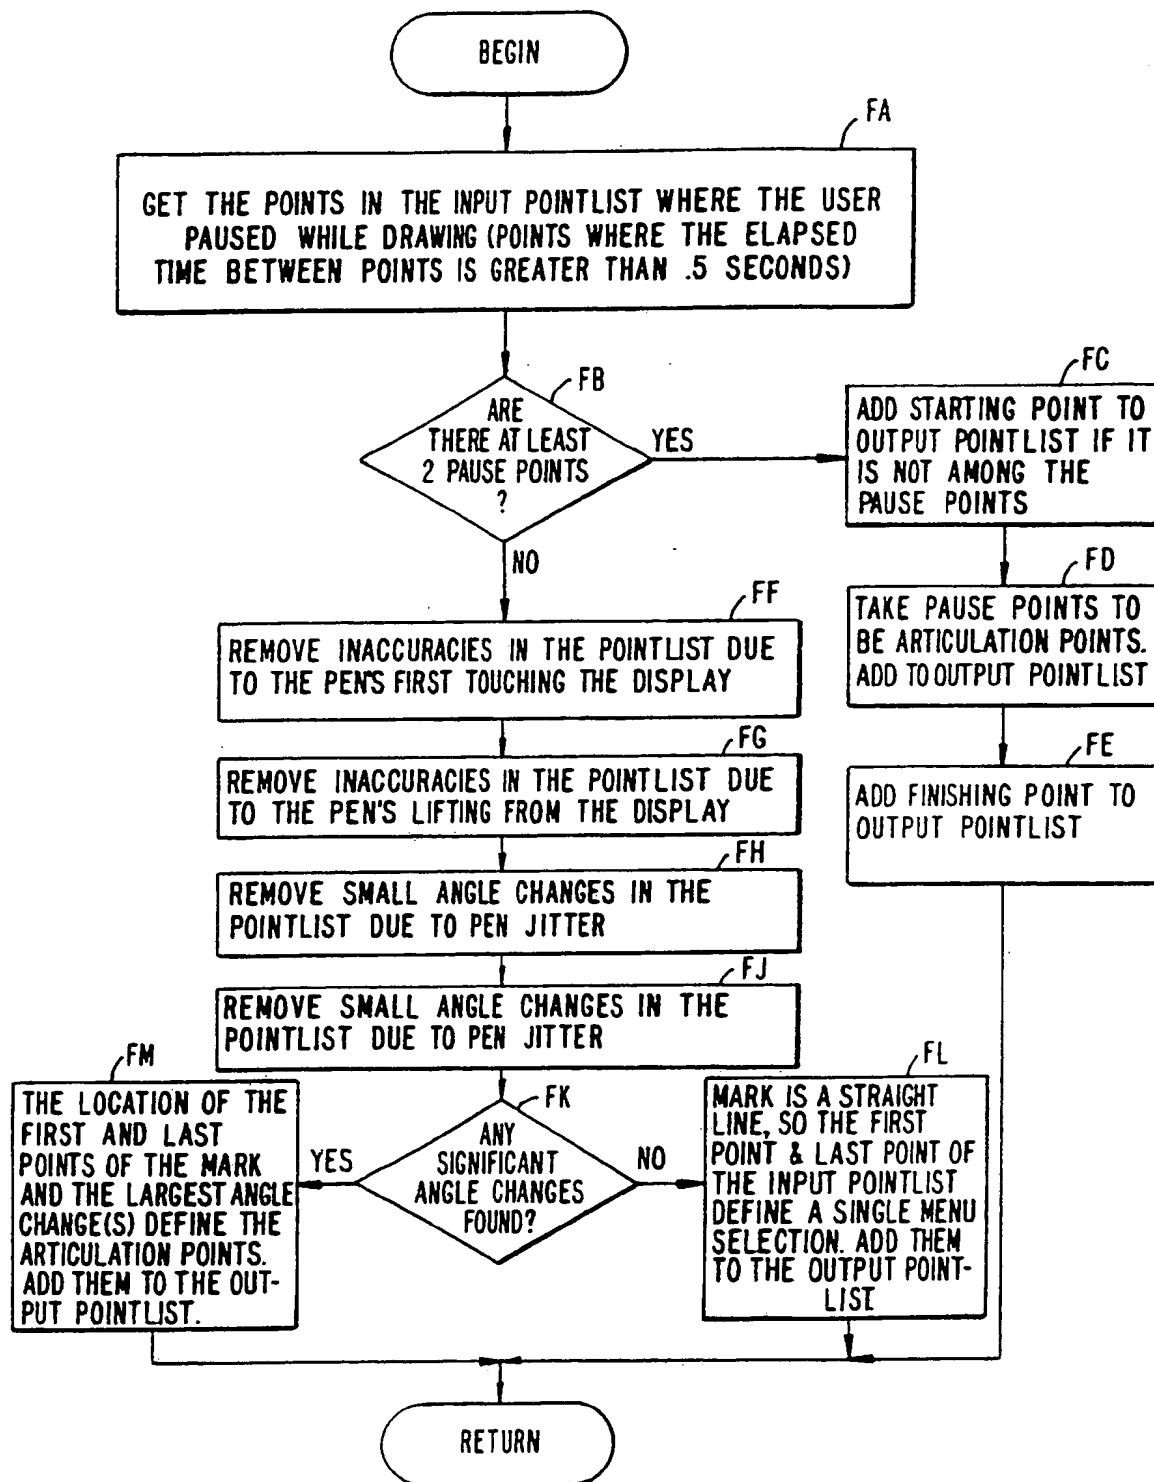 BEGIN
FA
GET THE POINTS IN THE INPUT POINTLIST WHERE THE USER
PAUSED WHILE DRAWING (POINTS WHERE THE ELAPSED
TIME BETWEEN POINTS IS GREATER THAN .5 SECONDS)
FB
ARE
THERE AT LEAST
2 PAUSE POINTS
?
YES
NO
FC
ADD STARTING POINT TO
OUTPUT POINTLIST IF IT
IS NOT AMONG THE
PAUSE POINTS
FD
TAKE PAUSE POINTS TO
BE ARTICULATION POINTS.
ADD TO OUTPUT POINTLIST
FE
ADD FINISHING POINT TO
OUTPUT POINTLIST
FF
REMOVE INACCURACIES IN THE POINTLIST DUE
TO THE PEN'S FIRST TOUCHING THE DISPLAY
FG
REMOVE INACCURACIES IN THE POINTLIST DUE
TO THE PEN'S LIFTING FROM THE DISPLAY
FH
REMOVE SMALL ANGLE CHANGES IN THE
POINTLIST DUE TO PEN JITTER
FJ
REMOVE SMALL ANGLE CHANGES IN THE
POINTLIST DUE TO PEN JITTER
FK
ANY
SIGNIFICANT
ANGLE CHANGES
FOUND?
YES
NO
FM
THE LOCATION OF THE
FIRST AND LAST
POINTS OF THE MARK
AND THE LARGEST ANGLE
CHANGE(S) DEFINE THE
ARTICULATION POINTS.
ADD THEM TO THE OUT-
PUT POINTLIST.
FL
MARK IS A STRAIGHT
LINE, SO THE FIRST
POINT & LAST POINT OF
THE INPUT POINTLIST
DEFINE A SINGLE MENU
SELECTION. ADD THEM
TO THE OUTPUT POINT-
LIST
RETURN